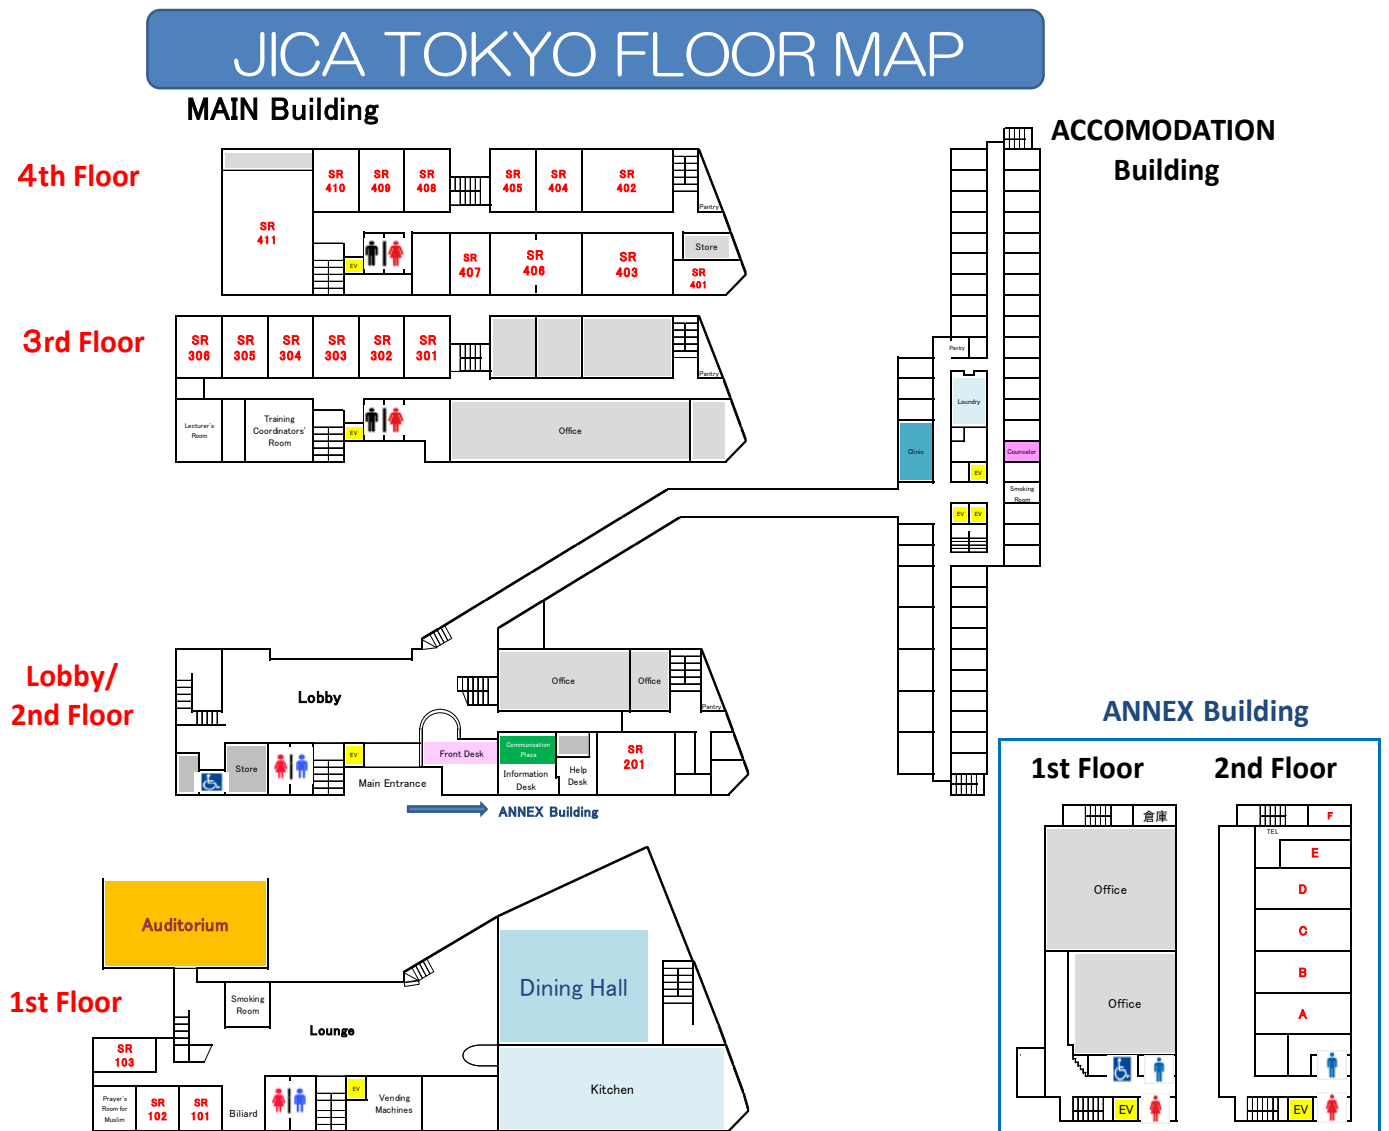 JICA TOKYO FLOOR MAP
MAIN Building
ACCOMODATION
Building
4th Floor
SR
410
SR
409
SR
408
SR
405
SR
404
SR
402
Pantry
SR
411
EV
SR
407
SR
406
SR
403
Store
SR
401
3rd Floor
SR
306
SR
305
SR
304
SR
303
SR
302
SR
301
Pantry
Lecturer's
Room
Training
Coordinators'
Room
EV
Office
Pantry
Loundry
Clinic
Councelor
EV
Smoking
Room
EV
EV
Lobby/
2nd Floor
Lobby
Office
Office
Pantry
Store
EV
Front Desk
Communication
Plaza
SR
201
Main Entrance
Information
Desk
Help
Desk
ANNEX Building
1st Floor
Auditorium
Smoking
Room
Lounge
Dining Hall
Kitchen
SR
103
Prayer's
Room for
Muslim
SR
102
SR
101
Biliard
EV
Vending
Machines
ANNEX Building
1st Floor
2nd Floor
倉庫
Office
Office
EV
F
TEL
E
D
C
B
A
EV